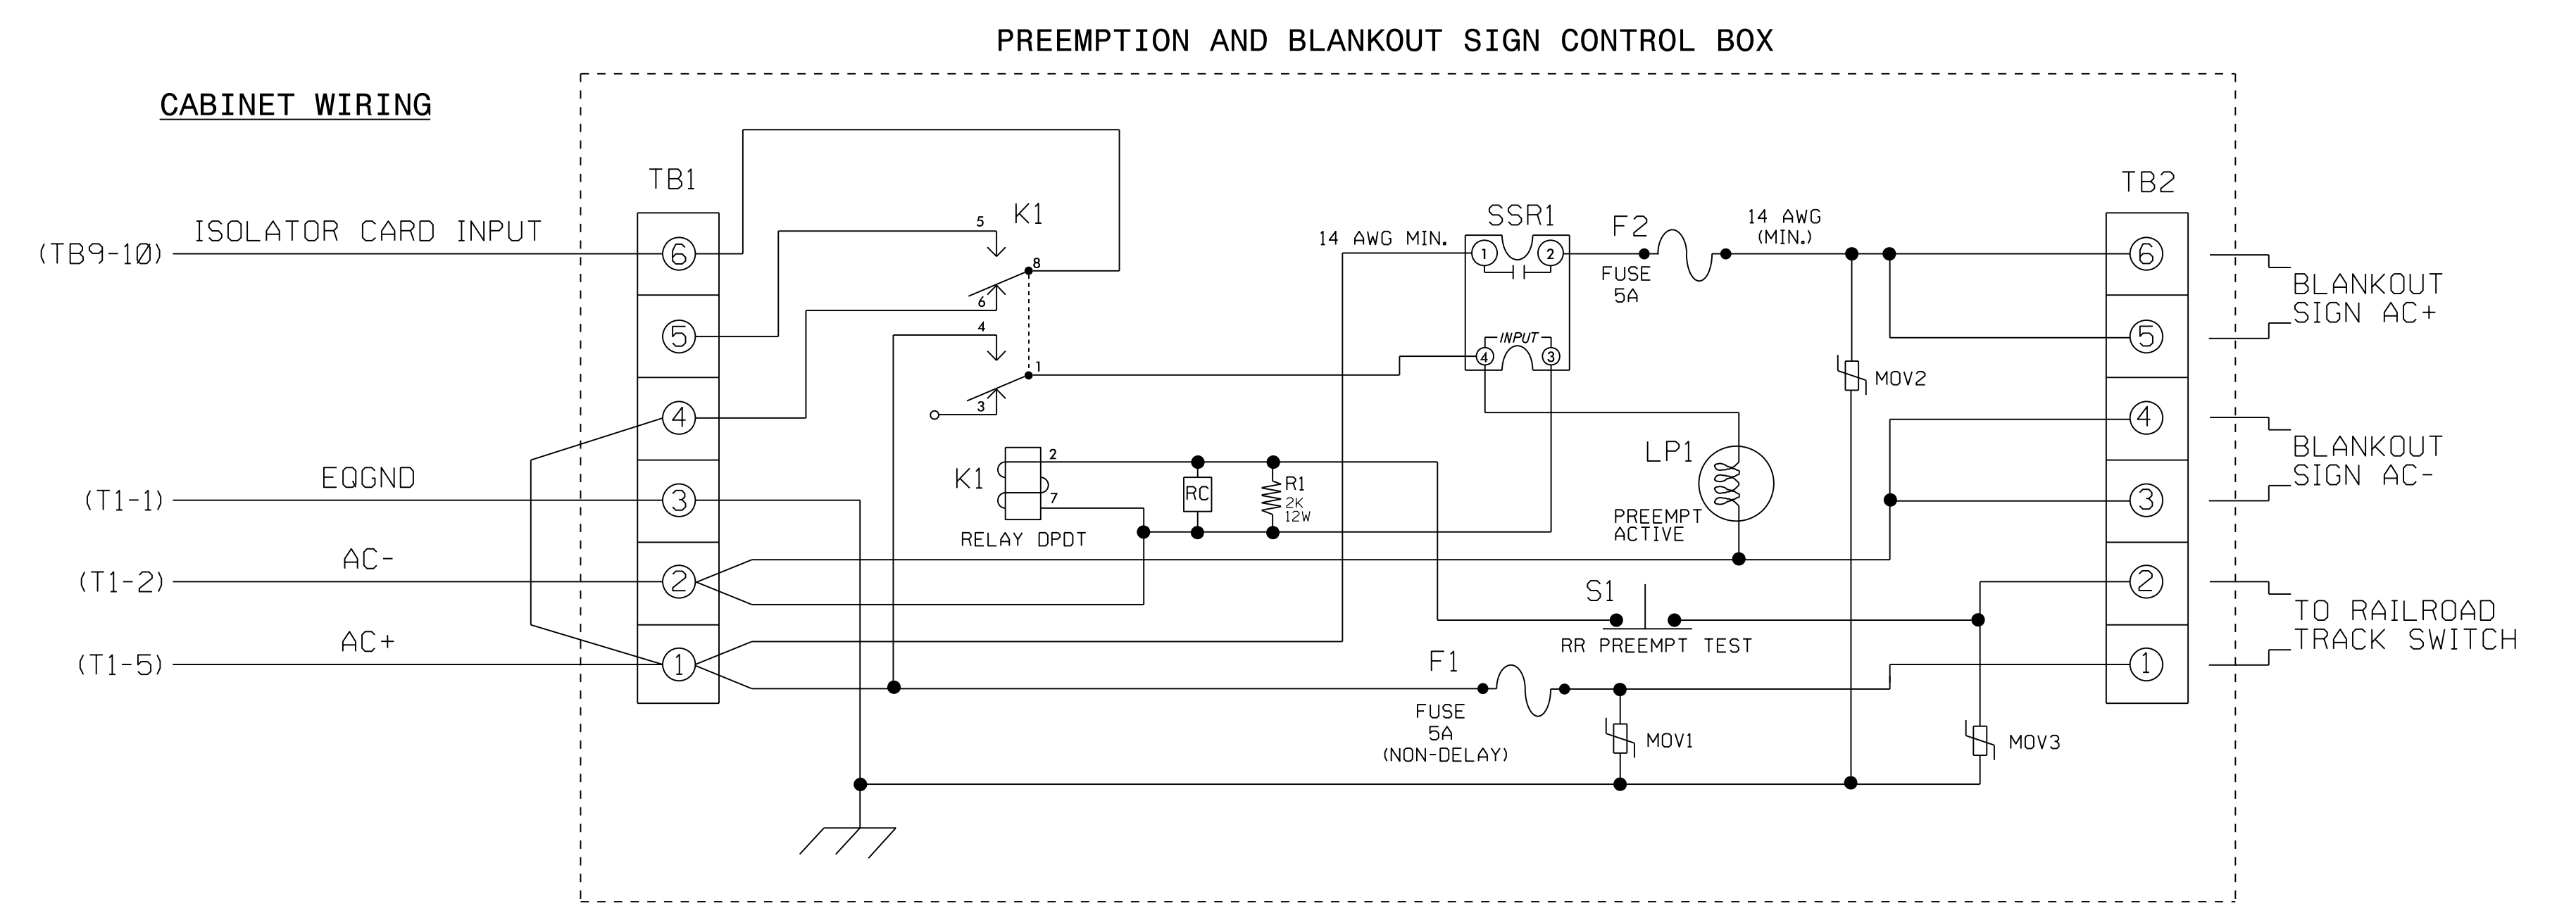 PREEMPTION AND BLANKOUT SIGN CONTROL BOX
CABINET WIRING
TB1
TB2
(TB9-10)
ISOLATOR CARD INPUT
6
5
4
(T1-1)
EQGND
3
(T1-2)
AC-
2
(T1-5)
AC+
1
K1
5
8
6
4
1
3
K1
2
7
RELAY DPDT
RC
R1
2K
12W
14 AWG MIN.
SSR1
1
2
INPUT
4
3
F2
FUSE
5A
14 AWG
(MIN.)
MOV2
LP1
PREEMPT
ACTIVE
S1
RR PREEMPT TEST
F1
FUSE
5A
(NON-DELAY)
MOV1
MOV3
6
5
4
3
2
1
BLANKOUT
SIGN AC+
BLANKOUT
SIGN AC-
TO RAILROAD
TRACK SWITCH